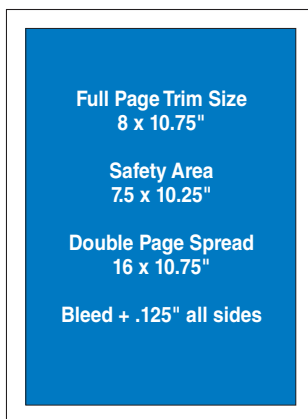 Full Page Trim Size
8 x 10.75"
Safety Area
7.5 x 10.25"
Double Page Spread
16 x 10.75"
Bleed + .125" all sides